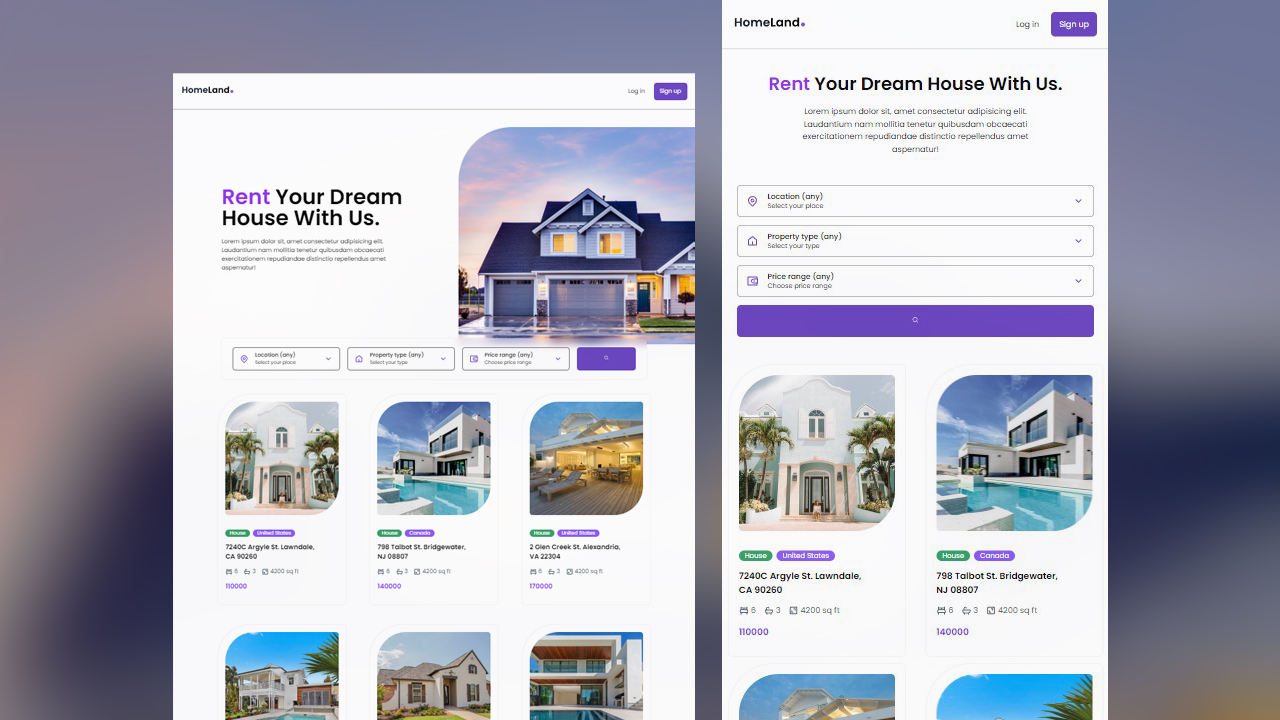 HomeLand.
Log in
Sign up
Rent Your Dream
House With Us.
Lorem ipsum dolor sit, amet consectetur adipisicing elit.
Laudantium nam mollitia tenetur quibusdam obcaecati
exercitationem repudiandae distinctio repellendus amet
aspernatur!
Location (any)
Select your place
Property type (any)
Select your type
Price range (any)
Choose price range
House
United States
7240C Argyle St. Lawndale,
CA 90260
6 3 4200 sq ft
110000
House
Canada
798 Talbot St. Bridgewater,
NJ 08807
6 3 4200 sq ft
140000
House
United States
2 Glen Creek St. Alexandria,
VA 22304
6 3 4200 sq ft
170000
HomeLand.
Log in
Sign up
Rent Your Dream House With Us.
Lorem ipsum dolor sit, amet consectetur adipisicing elit.
Laudantium nam mollitia tenetur quibusdam obcaecati
exercitationem repudiandae distinctio repellendus amet
aspernatur!
Location (any)
Select your place
Property type (any)
Select your type
Price range (any)
Choose price range
House
United States
7240C Argyle St. Lawndale,
CA 90260
6 3 4200 sq ft
110000
House
Canada
798 Talbot St. Bridgewater,
NJ 08807
6 3 4200 sq ft
140000